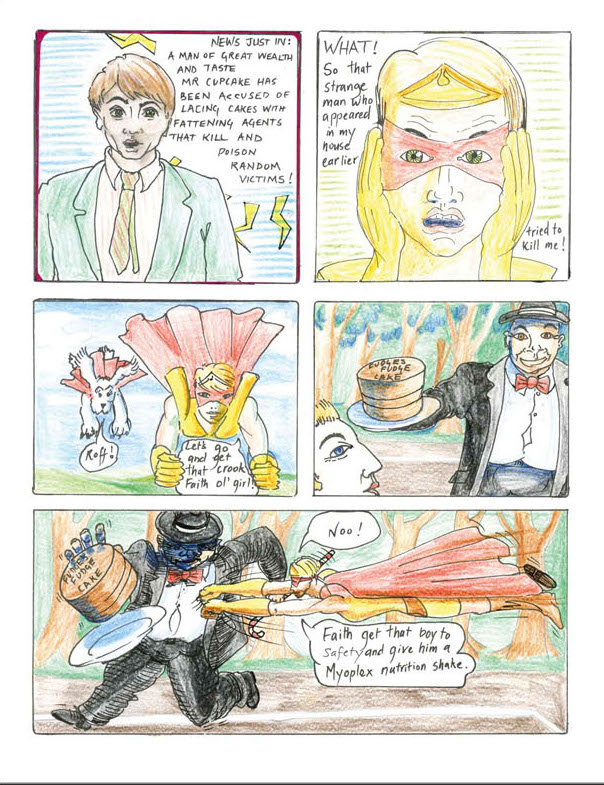 NEWS JUST IN:
A MAN OF GREAT WEALTH
AND TASTE
MR CUPCAKE HAS
BEEN ACCUSED OF
LACING CAKES WITH
FATTENING AGENTS
THAT KILL AND
POISON
RANDOM
VICTIMS!
WHAT!
So that
strange
man who
appeared
in my
house
earlier
tried to
kill me!
Roff!
Let's go
and get
that crook
Faith ol' girl!
FUDGES
FUDGE
CAKE
FUDGE
CAKE
Noo!
Faith get that boy to
safety and give him a
Myoplex nutrition shake.